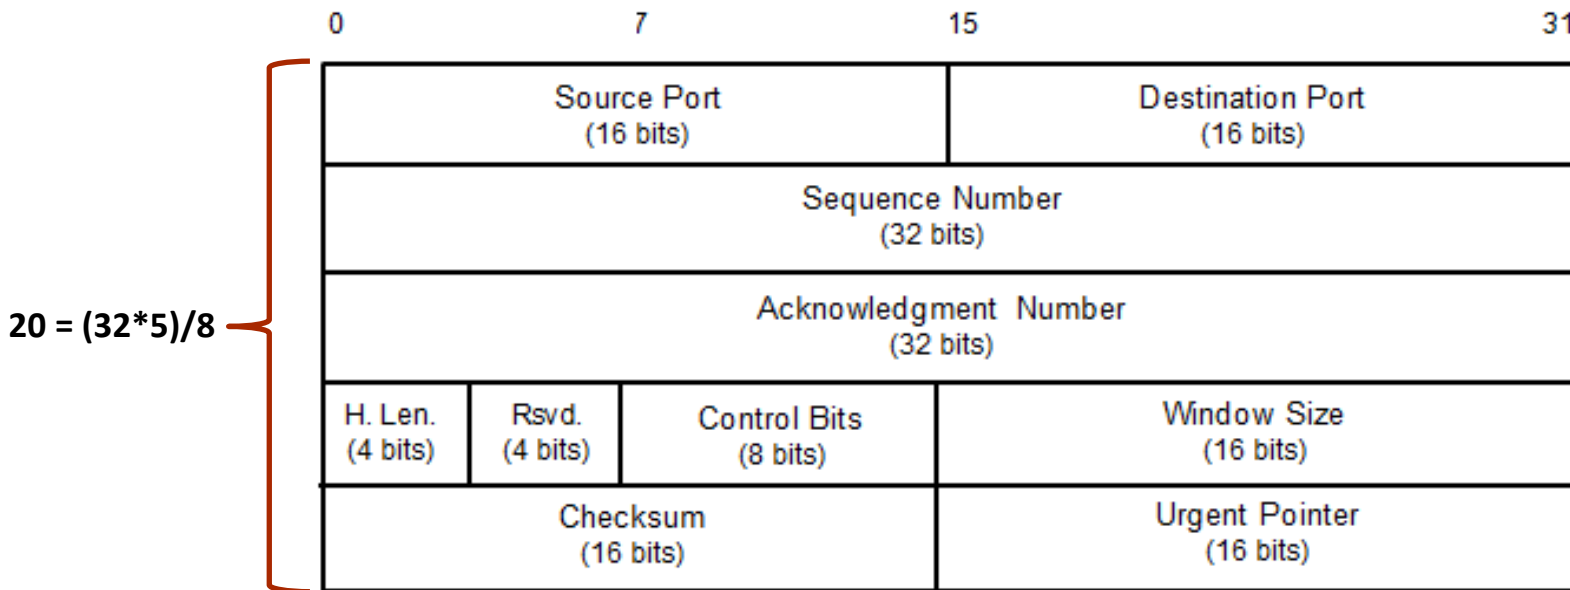 0 7 15 31
Source Port Destination Port
(16 bits) (16 bits)
Sequence Number
(32 bits)
20 = (32*5)/8
Acknowledgment Number
(32 bits)
H. Len. Rsvd. Control Bits Window Size
(4 bits) (4 bits) (8 bits) (16 bits)
Checksum Urgent Pointer
(16 bits) (16 bits)